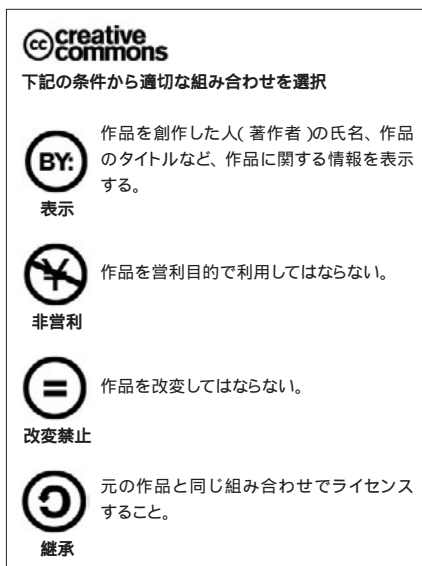 cc creative
commons
下記の条件から適切な組み合わせを選択
作品を創作した人(著作者)の氏名、作品
のタイトルなど、作品に関する情報を表示
する。
BY:
表示
作品を営利目的で利用してはならない。
¥
非営利
作品を改変してはならない。
=
改変禁止
元の作品と同じ組み合わせでライセンス
すること。
継承